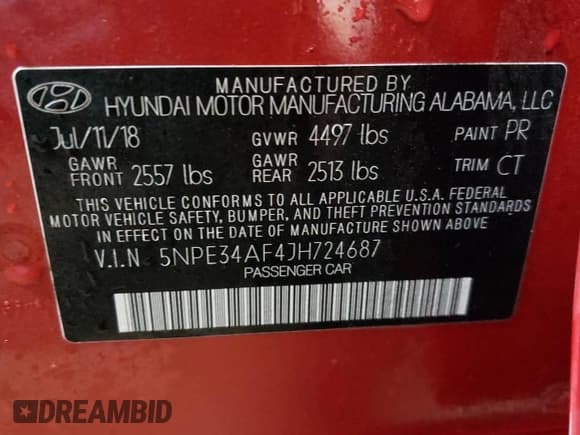 MANUFACTURED BY
HYUNDAI MOTOR MANUFACTURING ALABAMA, LLC
Jul/11/18 GVWR 4497 lbs PAINT PR
GAWR FRONT 2557 lbs GAWR REAR 2513 lbs TRIM CT
THIS VEHICLE CONFORMS TO ALL APPLICABLE U.S.A. FEDERAL
MOTOR VEHICLE SAFETY, BUMPER, AND THEFT PREVENTION STANDARDS
IN EFFECT ON THE DATE OF MANUFACTURE SHOWN ABOVE
V.I.N 5NPE34AF4JH724687
PASSENGER CAR
DREAMBID